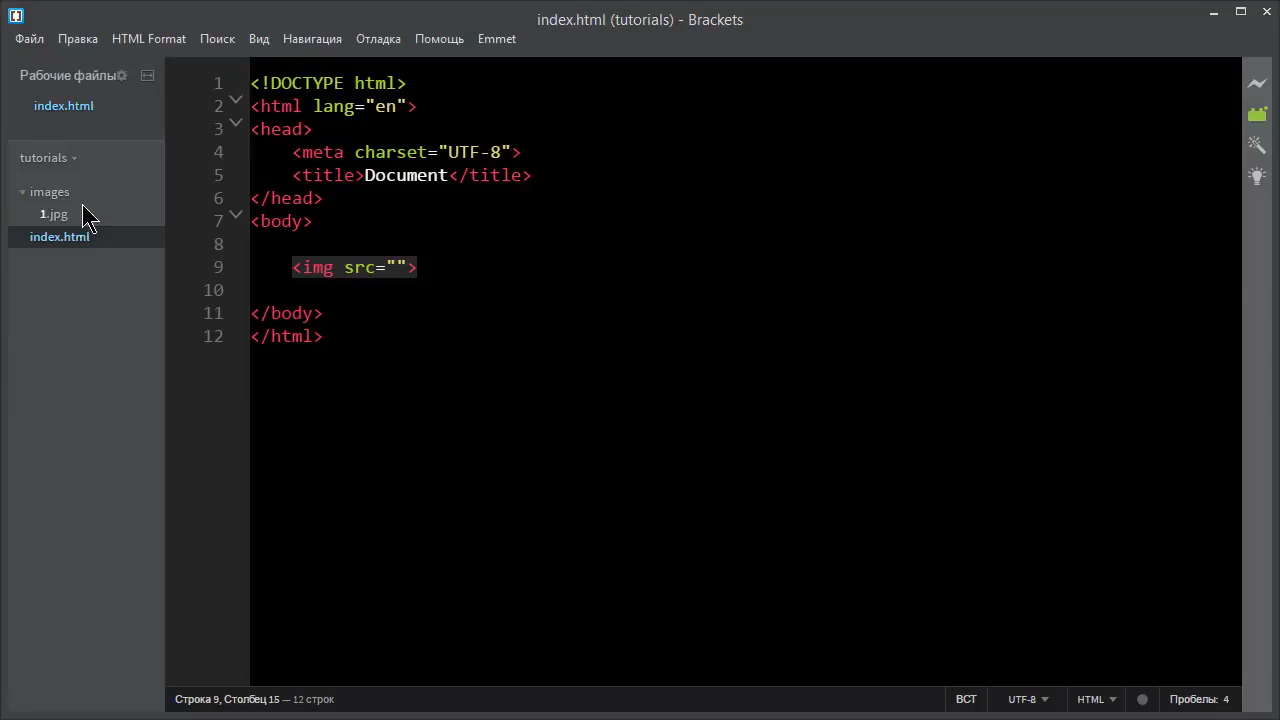 index.html (tutorials) - Brackets
Файл Правка HTML Format Поиск Вид Навигация Отладка Помощь Emmet
Рабочие файлы
index.html
tutorials
images
1.jpg
index.html
1 <!DOCTYPE html>
2 <html lang="en">
3 <head>
4 <meta charset="UTF-8">
5 <title>Document</title>
6 </head>
7 <body>
8
9 <img src="">
10
11 </body>
12 </html>
Строка 9, Столбец 15 — 12 строк ВСТ UTF-8 HTML Пробелы: 4